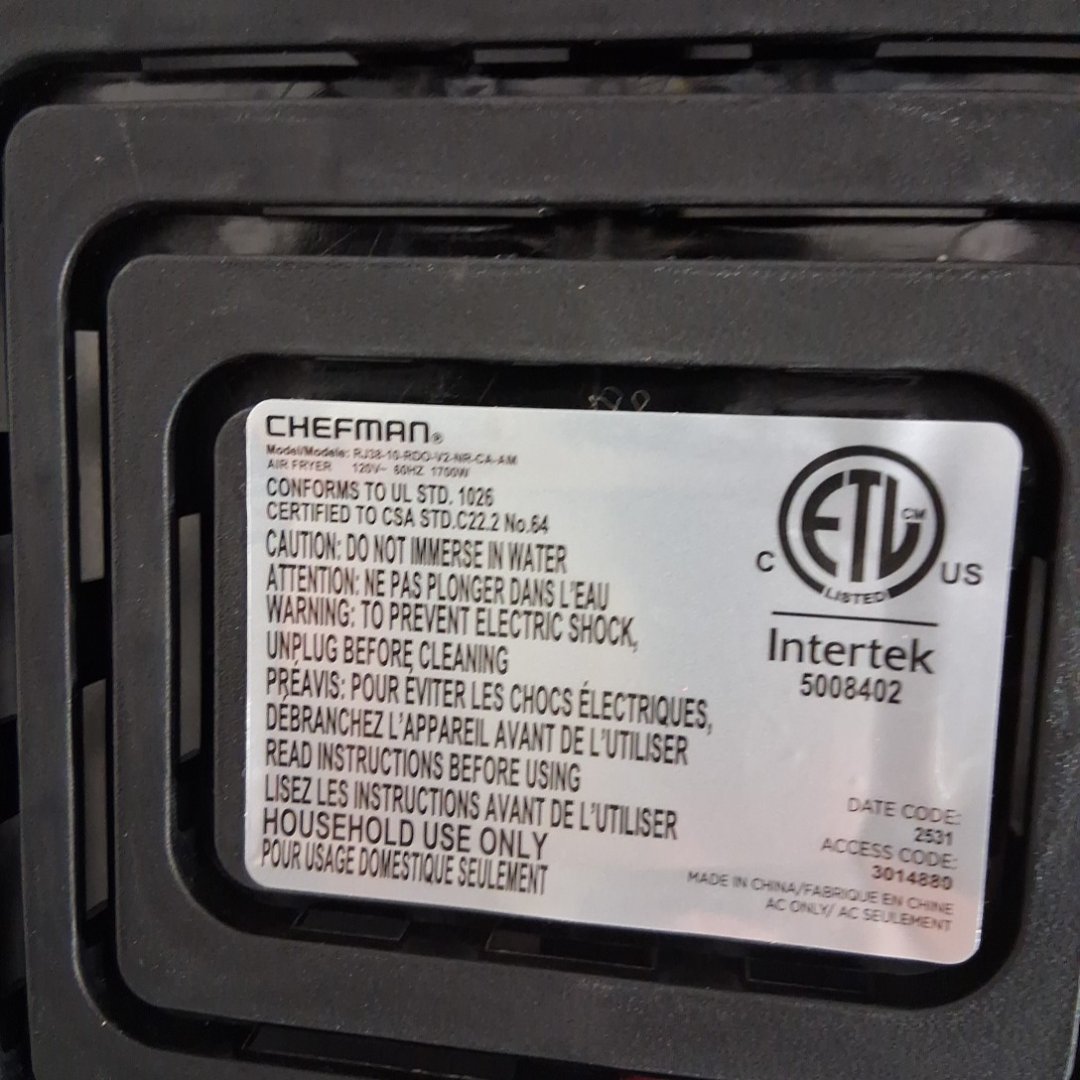 CHEFMAN®
Model/Modele: RJ38-10-RDO-V2-NR-CA-AM
AIR FRYER 120V~ 60HZ 1700W
CONFORMS TO UL STD. 1026
CERTIFIED TO CSA STD.C22.2 No.64
CAUTION: DO NOT IMMERSE IN WATER
ATTENTION: NE PAS PLONGER DANS L'EAU
WARNING: TO PREVENT ELECTRIC SHOCK,
UNPLUG BEFORE CLEANING
PRÉAVIS: POUR ÉVITER LES CHOCS ÉLECTRIQUES,
DÉBRANCHEZ L'APPAREIL AVANT DE L'UTILISER
READ INSTRUCTIONS BEFORE USING
LISEZ LES INSTRUCTIONS AVANT DE L'UTILISER
HOUSEHOLD USE ONLY
POUR USAGE DOMESTIQUE SEULEMENT
ETL CM
C US
LISTED
Intertek
5008402
DATE CODE:
2531
ACCESS CODE:
3014880
MADE IN CHINA/FABRIQUE EN CHINE
AC ONLY/ AC SEULEMENT